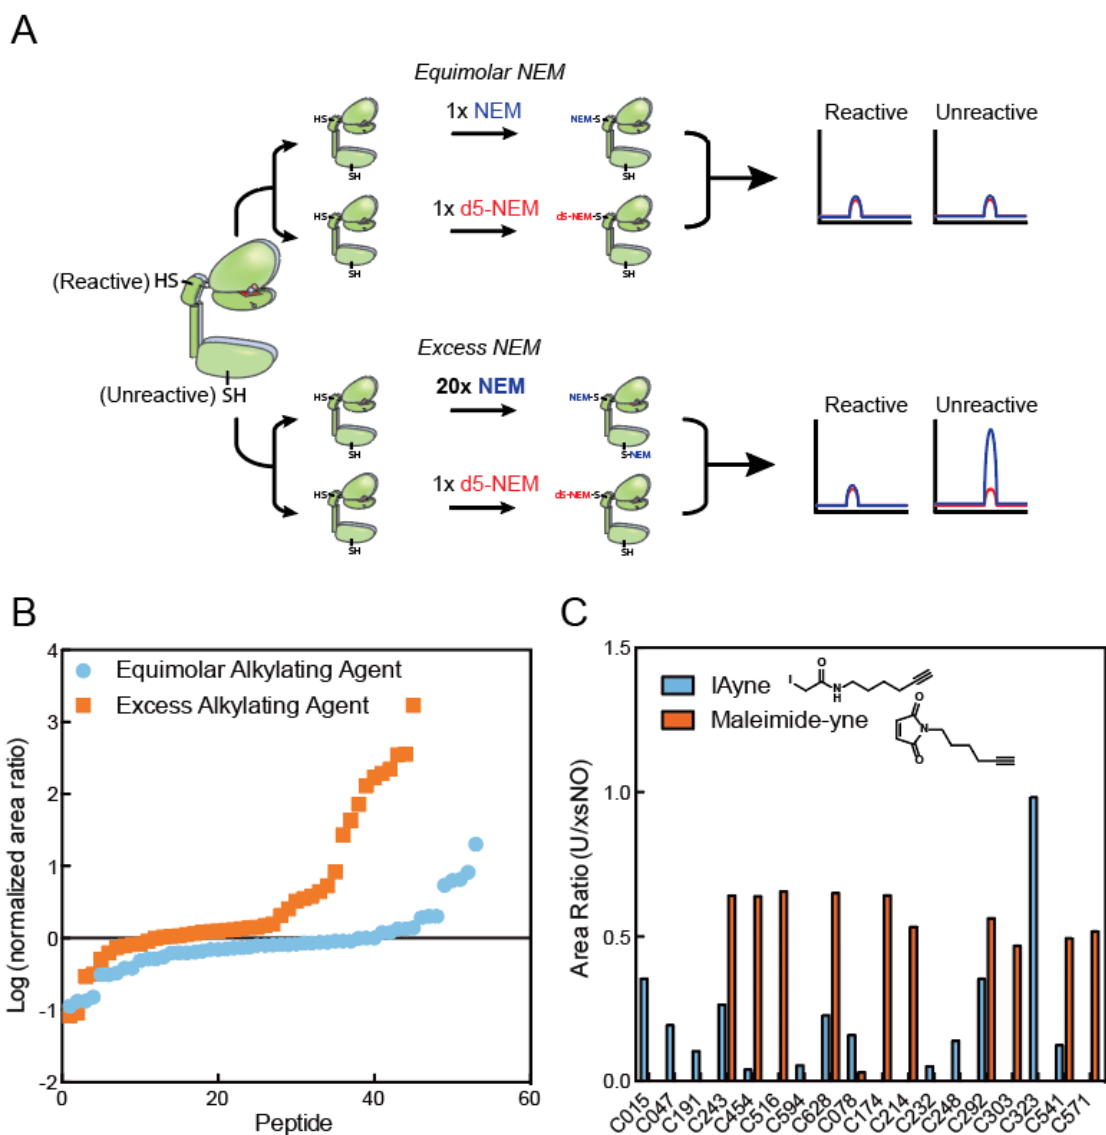 A
Equimolar NEM
1x NEM
HS
NEM-S
SH
SH
Reactive
Unreactive
1x d5-NEM
HS
d5-NEM-S
SH
SH
(Reactive) HS
(Unreactive) SH
Excess NEM
20x NEM
HS
NEM-S
SH
S-NEM
Reactive
Unreactive
1x d5-NEM
HS
d5-NEM-S
SH
SH
B
Equimolar Alkylating Agent
Excess Alkylating Agent
Log (normalized area ratio)
4
3
2
1
0
-1
-2
0
20
40
60
Peptide
C
IAyne
Maleimide-yne
I
O
N
H
O
N
O
Area Ratio (U/xsNO)
1.5
1.0
0.5
0.0
C015
C047
C191
C243
C454
C516
C594
C628
C078
C174
C214
C232
C248
C292
C303
C323
C541
C571